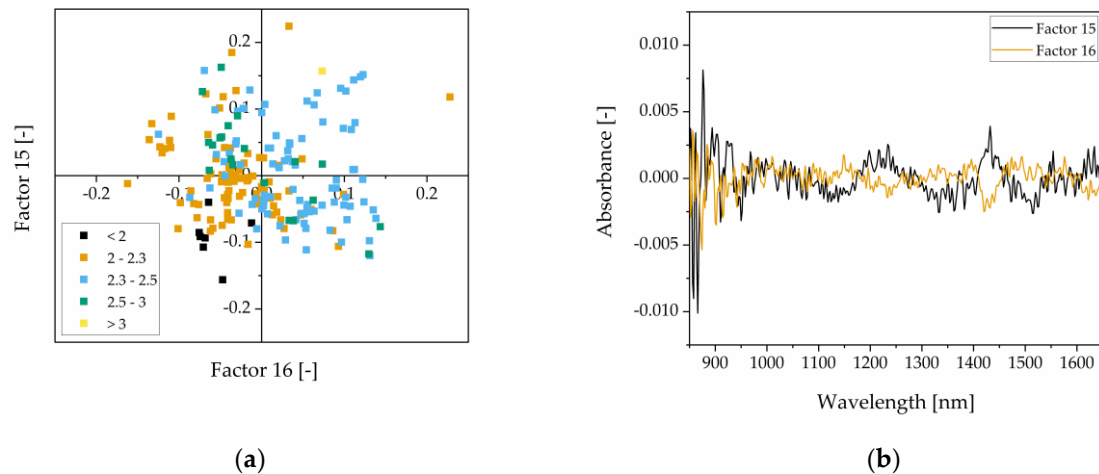 0.2
0.1
0
-0.1
-0.2
-0.2
-0.1
0.1
0.2
Factor 15 [-]
Factor 16 [-]
< 2
2 - 2.3
2.3 - 2.5
2.5 - 3
> 3
(a)
0.010
0.005
0.000
-0.005
-0.010
Absorbance [-]
Factor 15
Factor 16
900 1000 1100 1200 1300 1400 1500 1600
Wavelength [nm]
(b)